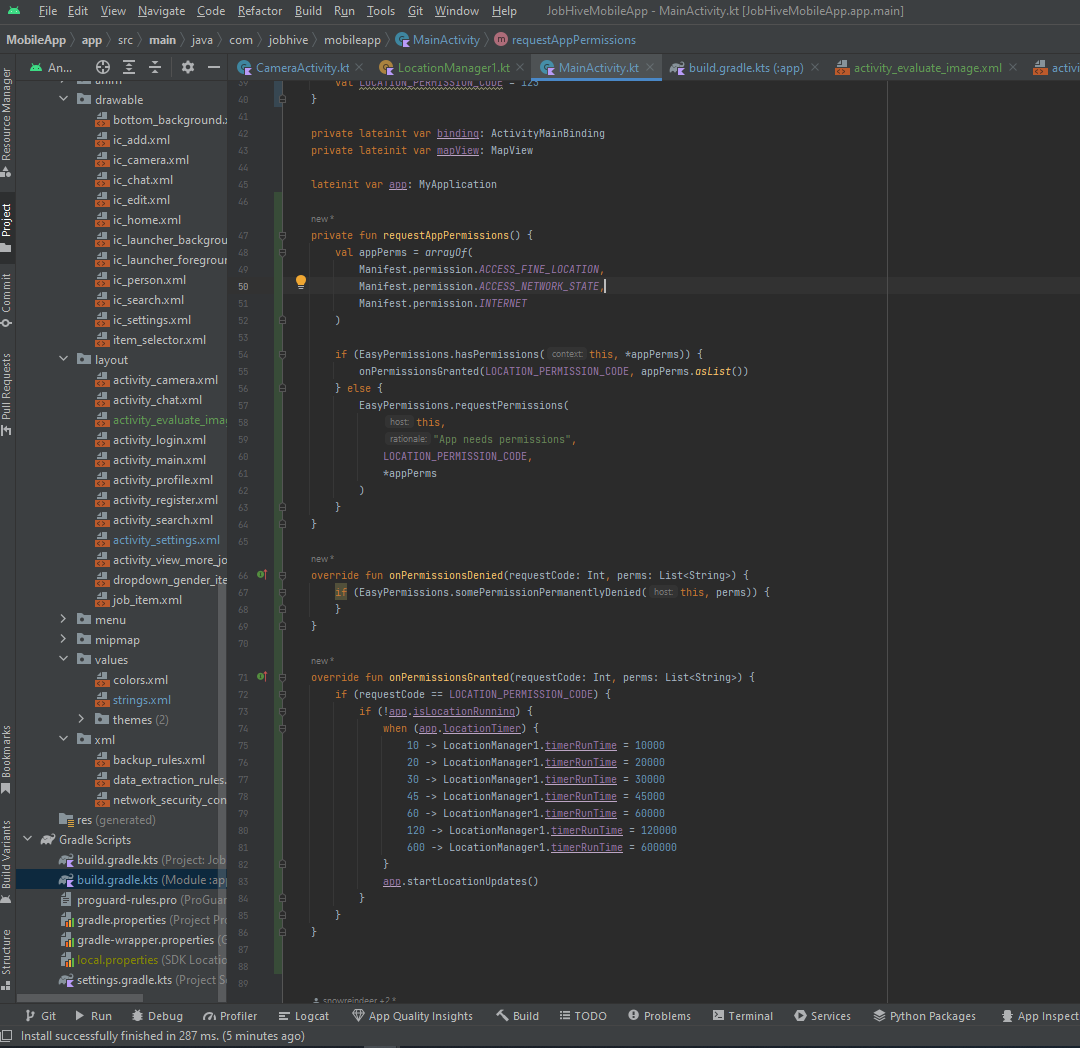 File Edit View Navigate Code Refactor Build Run Tools Git Window Help JobHiveMobileApp - MainActivity.kt [JobHiveMobileApp.app.main]
MobileApp app src main java com jobhive mobileapp MainActivity m requestAppPermissions
An... CameraActivity.kt LocationManager1.kt MainActivity.kt build.gradle.kts (:app) activity_evaluate_image.xml activi
Resource Manager
Project
Commit
Pull Requests
Bookmarks
Build Variants
Structure
drawable
bottom_background.x
ic_add.xml
ic_camera.xml
ic_chat.xml
ic_edit.xml
ic_home.xml
ic_launcher_backgrou
ic_launcher_foregroun
ic_person.xml
ic_search.xml
ic_settings.xml
item_selector.xml
layout
activity_camera.xml
activity_chat.xml
activity_evaluate_imag
activity_login.xml
activity_main.xml
activity_profile.xml
activity_register.xml
activity_search.xml
activity_settings.xml
activity_view_more_jo
dropdown_gender_ite
job_item.xml
menu
mipmap
values
colors.xml
strings.xml
themes (2)
xml
backup_rules.xml
data_extraction_rules.
network_security_con
res (generated)
Gradle Scripts
build.gradle.kts (Project: Job
build.gradle.kts (Module :app
proguard-rules.pro (ProGuar
gradle.properties (Project Pro
gradle-wrapper.properties (G
local.properties (SDK Locatio
settings.gradle.kts (Project S
39 val LOCATION_PERMISSION_CODE = 123
40 }
41
42 private lateinit var binding: ActivityMainBinding
43 private lateinit var mapView: MapView
44
45 lateinit var app: MyApplication
46
new *
47 private fun requestAppPermissions() {
48 val appPerms = arrayOf(
49 Manifest.permission.ACCESS_FINE_LOCATION,
50 Manifest.permission.ACCESS_NETWORK_STATE,
51 Manifest.permission.INTERNET
52 )
53
54 if (EasyPermissions.hasPermissions( context: this, *appPerms)) {
55 onPermissionsGranted(LOCATION_PERMISSION_CODE, appPerms.asList())
56 } else {
57 EasyPermissions.requestPermissions(
58 host: this,
59 rationale: "App needs permissions",
60 LOCATION_PERMISSION_CODE,
61 *appPerms
62 )
63 }
64 }
65
new *
66 override fun onPermissionsDenied(requestCode: Int, perms: List<String>) {
67 if (EasyPermissions.somePermissionPermanentlyDenied( host: this, perms)) {
68 }
69 }
70
new *
71 override fun onPermissionsGranted(requestCode: Int, perms: List<String>) {
72 if (requestCode == LOCATION_PERMISSION_CODE) {
73 if (!app.isLocationRunning) {
74 when (app.locationTimer) {
75 10 -> LocationManager1.timerRunTime = 10000
76 20 -> LocationManager1.timerRunTime = 20000
77 30 -> LocationManager1.timerRunTime = 30000
78 45 -> LocationManager1.timerRunTime = 45000
79 60 -> LocationManager1.timerRunTime = 60000
80 120 -> LocationManager1.timerRunTime = 120000
81 600 -> LocationManager1.timerRunTime = 600000
82 }
83 app.startLocationUpdates()
84 }
85 }
86 }
87
88
89
snowreindeer +2 *
Git Run Debug Profiler Logcat App Quality Insights Build TODO Problems Terminal Services Python Packages App Inspect
Install successfully finished in 287 ms. (5 minutes ago)